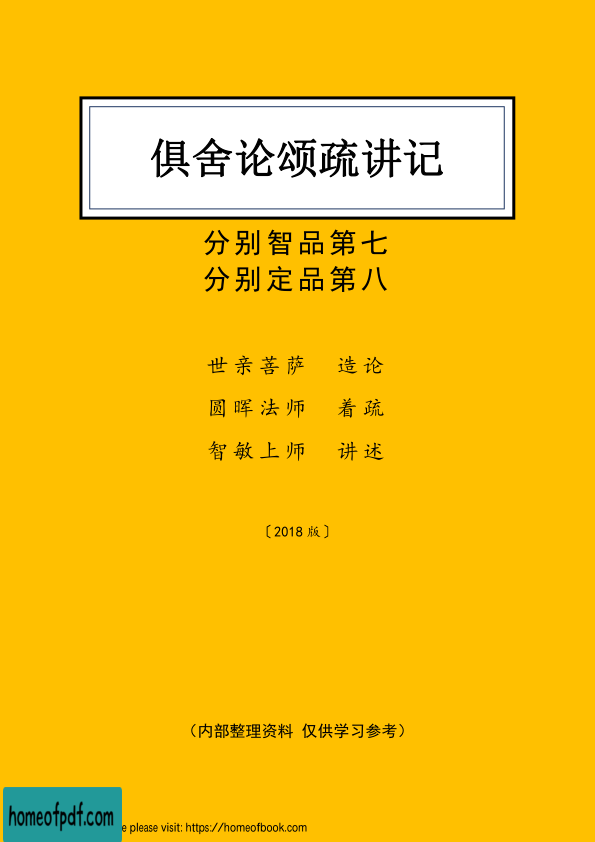 俱舍论颂疏讲记
分别智品第七
分别定品第八
世亲菩萨 造论
圆晖法师 着疏
智敏上师 讲述
〔2018 版〕
（内部整理资料 仅供学习参考）
homeofpdf.com
e please visit: https://homeofbook.com